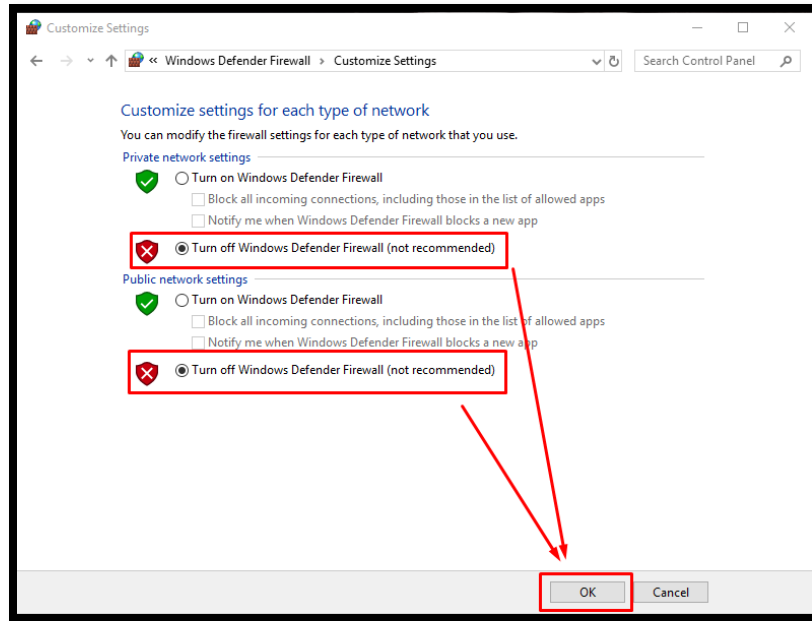 Customize Settings
« Windows Defender Firewall › Customize Settings
Search Control Panel
Customize settings for each type of network
You can modify the firewall settings for each type of network that you use.
Private network settings
Turn on Windows Defender Firewall
Block all incoming connections, including those in the list of allowed apps
Notify me when Windows Defender Firewall blocks a new app
Turn off Windows Defender Firewall (not recommended)
Public network settings
Turn on Windows Defender Firewall
Block all incoming connections, including those in the list of allowed apps
Notify me when Windows Defender Firewall blocks a new app
Turn off Windows Defender Firewall (not recommended)
OK
Cancel